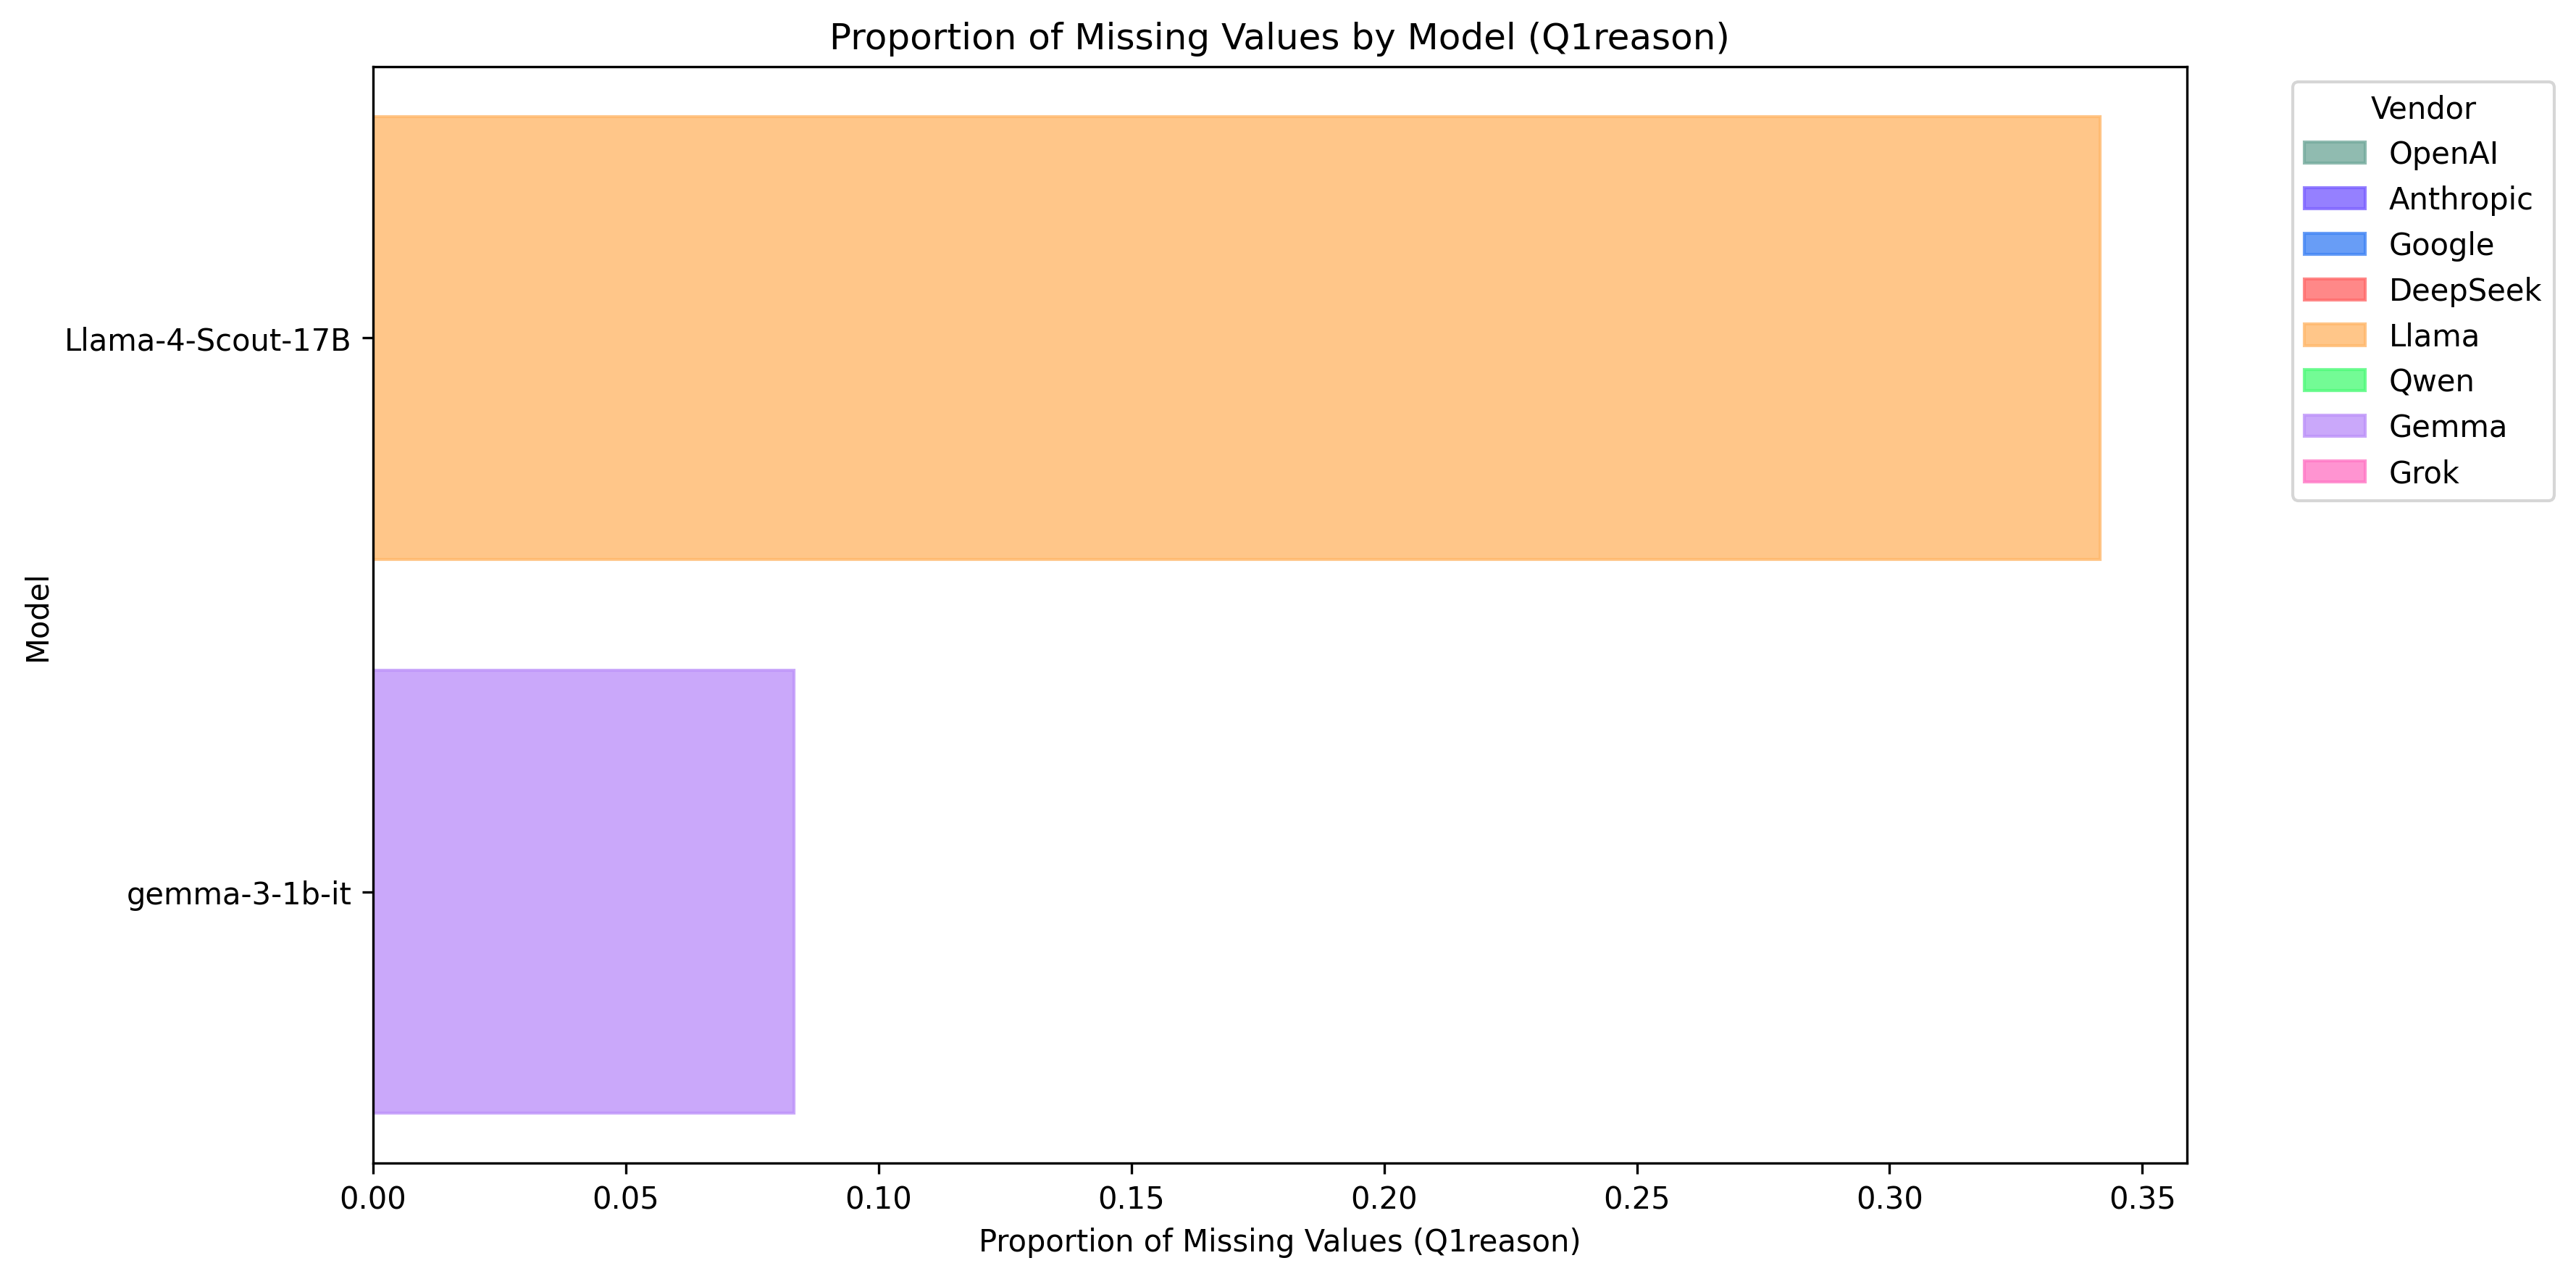 Proportion of Missing Values by Model (Q1reason)
Vendor
OpenAI
Anthropic
Google
DeepSeek
Llama
Qwen
Gemma
Grok
Model
Llama-4-Scout-17B
gemma-3-1b-it
0.00 0.05 0.10 0.15 0.20 0.25 0.30 0.35
Proportion of Missing Values (Q1reason)